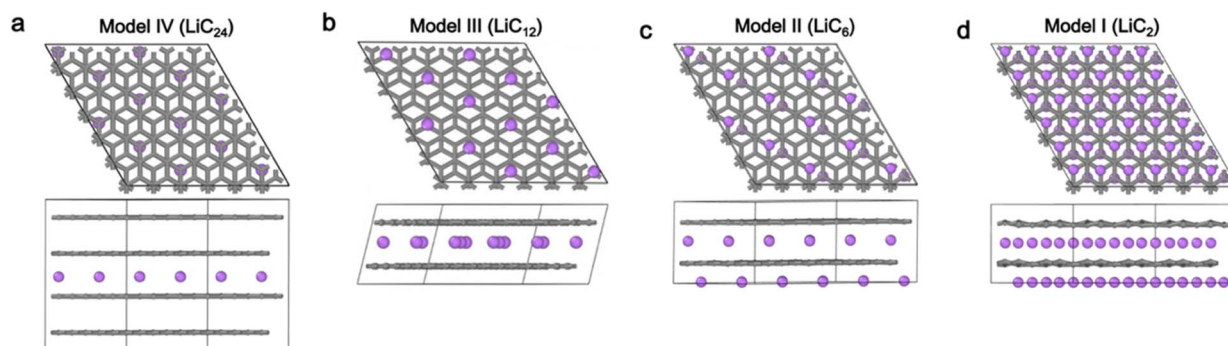 a
Model IV (LiC₂₄)
b
Model III (LiC₁₂)
c
Model II (LiC₆)
d
Model I (LiC₂)